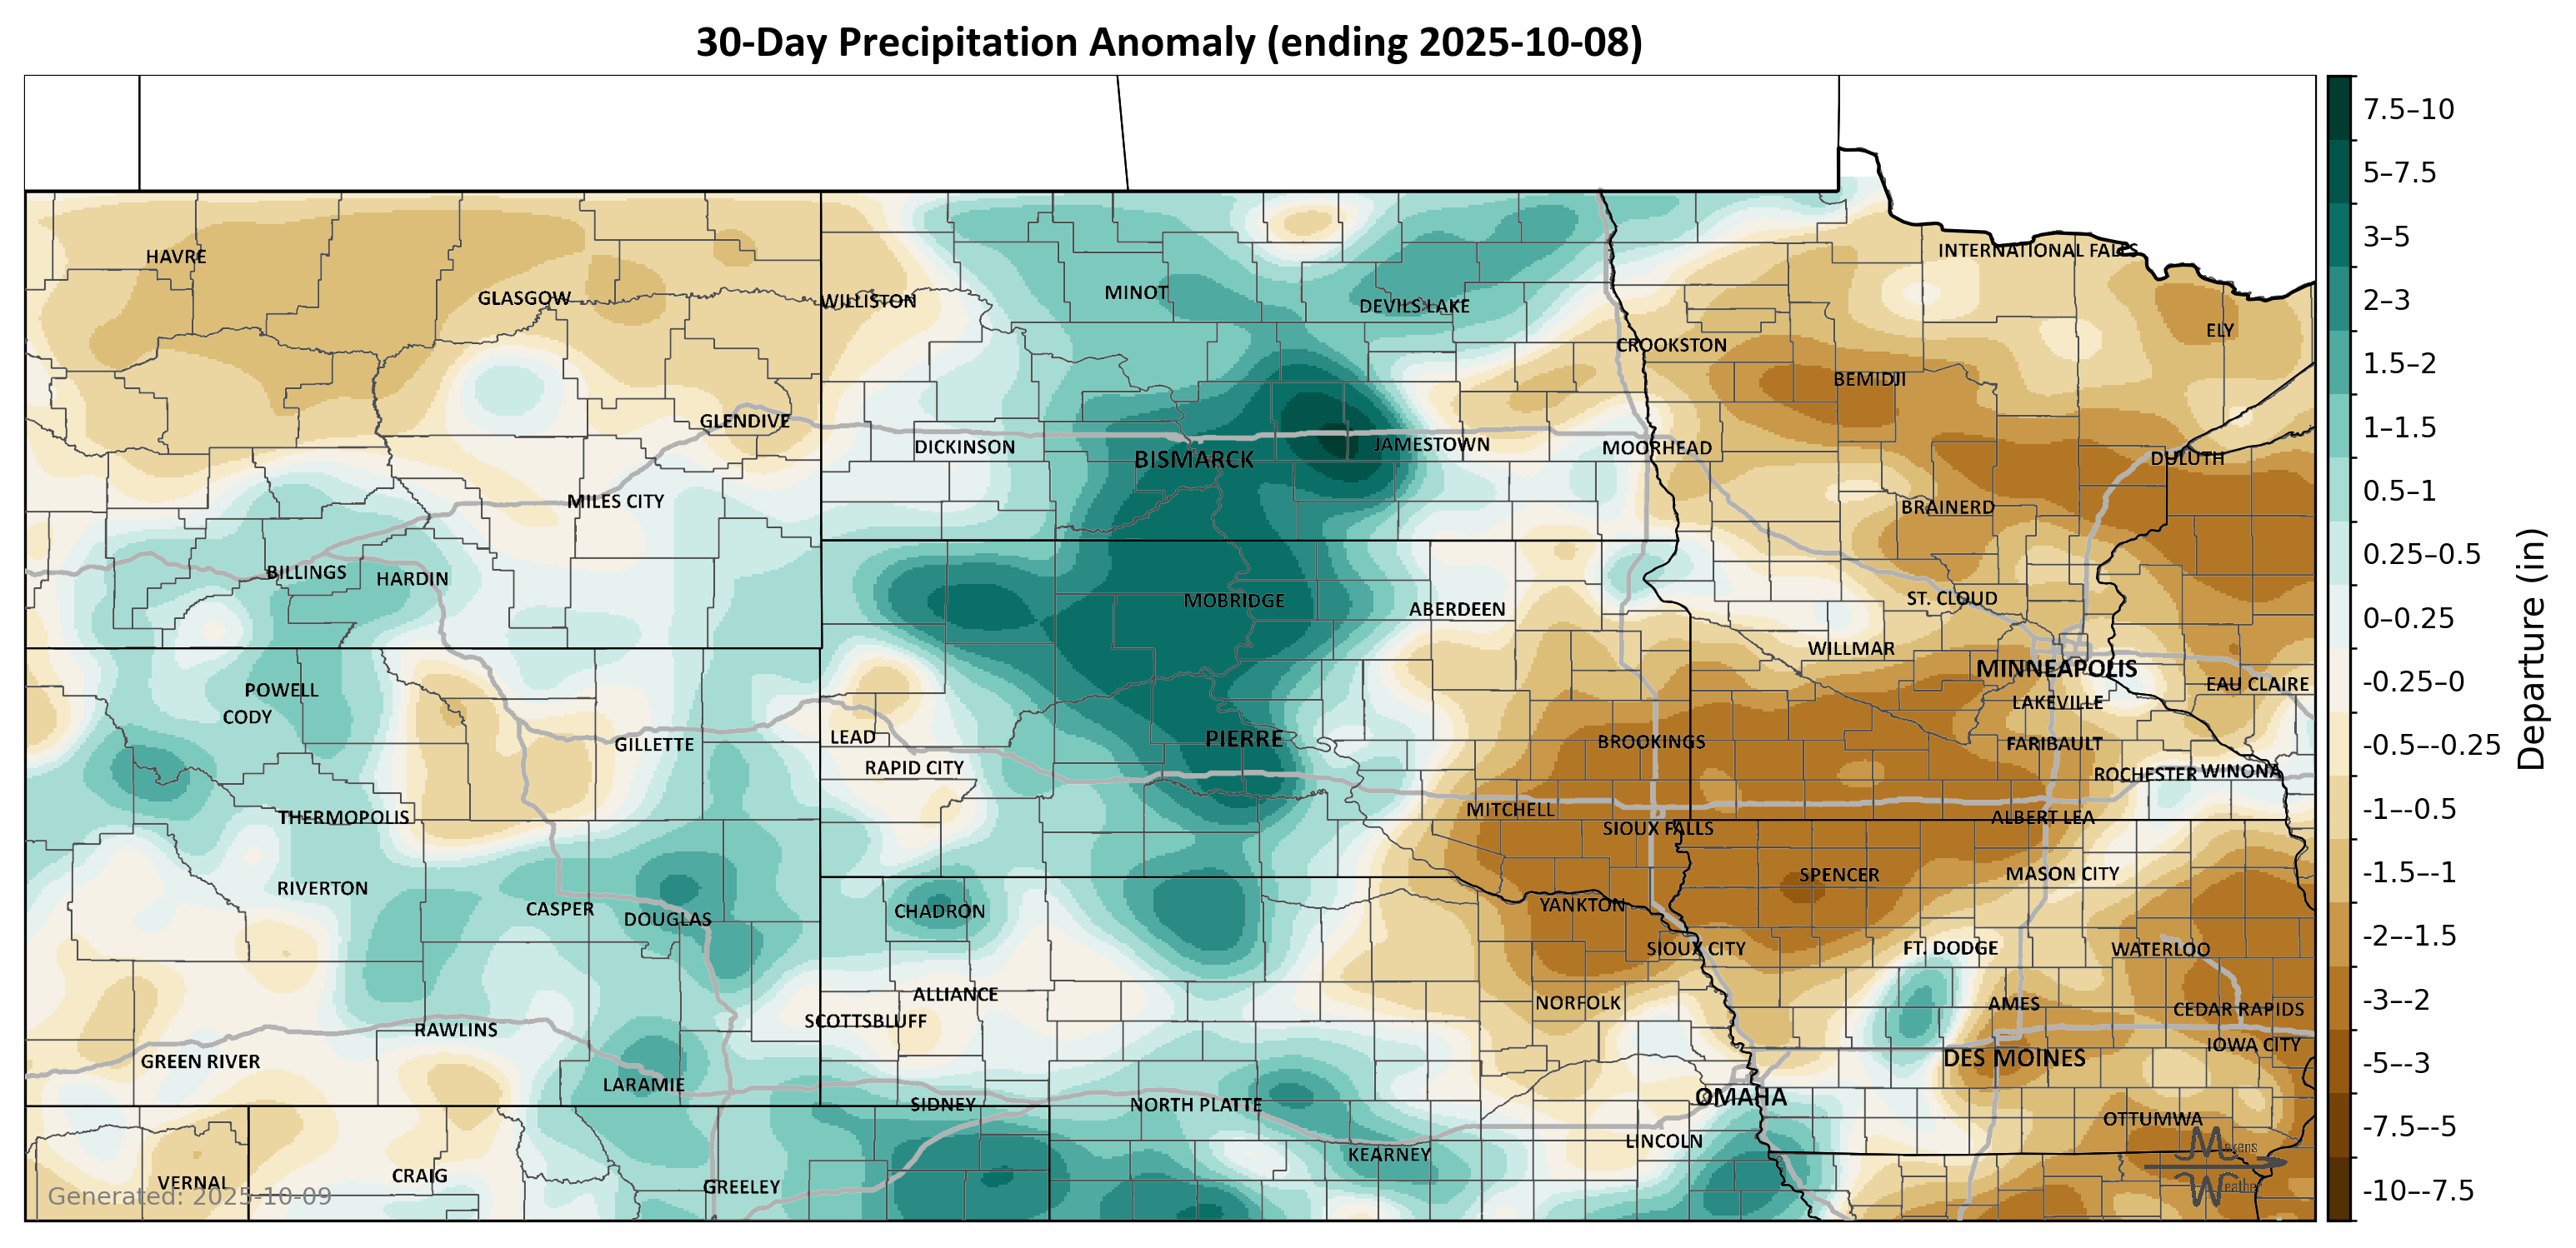 30-Day Precipitation Anomaly (ending 2025-10-08)
7.5–10
5–7.5
3–5
2–3
1.5–2
1–1.5
0.5–1
0.25–0.5
0–0.25
-0.25–0
-0.5–-0.25
-1–-0.5
-1.5–-1
-2–-1.5
-3–-2
-5–-3
-7.5–-5
-10–-7.5
Departure (in)
HAVRE
INTERNATIONAL FALLS
GLASGOW
WILLISTON
MINOT
DEVILS LAKE
ELY
CROOKSTON
BEMIDJI
GLENDIVE
DICKINSON
BISMARCK
JAMESTOWN
MOORHEAD
DULUTH
MILES CITY
BRAINERD
BILLINGS
HARDIN
MOBRIDGE
ABERDEEN
ST. CLOUD
WILLMAR
MINNEAPOLIS
POWELL
EAU CLAIRE
CODY
LAKEVILLE
GILLETTE
LEAD
PIERRE
BROOKINGS
FARIBAULT
RAPID CITY
ROCHESTER
WINONA
THERMOPOLIS
MITCHELL
SIOUX FALLS
ALBERT LEA
RIVERTON
CASPER
DOUGLAS
CHADRON
YANKTON
SPENCER
MASON CITY
SIOUX CITY
FT. DODGE
WATERLOO
ALLIANCE
NORFOLK
AMES
CEDAR RAPIDS
SCOTTSBLUFF
RAWLINS
GREEN RIVER
DES MOINES
IOWA CITY
LARAMIE
SIDNEY
NORTH PLATTE
OMAHA
OTTUMWA
LINCOLN
KEARNEY
VERNAL
CRAIG
GREELEY
Generated: 2025-10-09
Makens
Weather